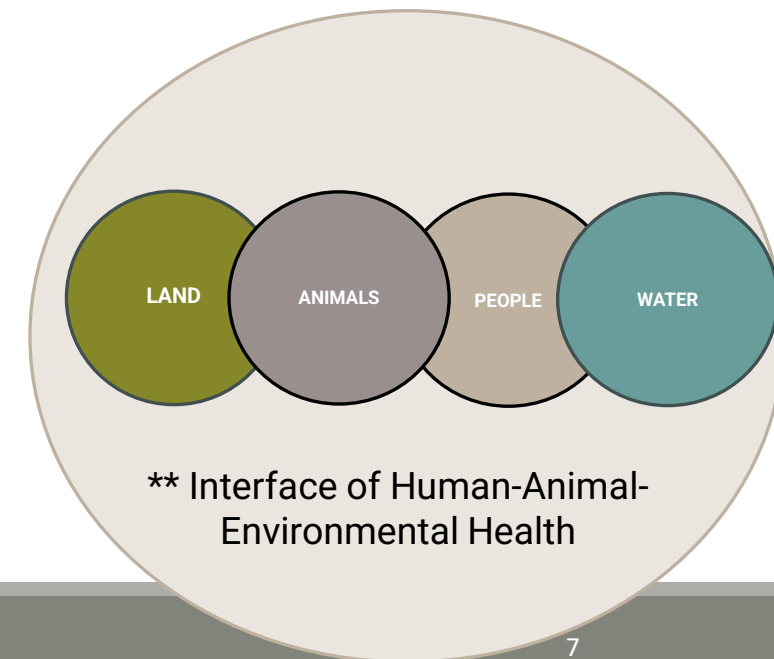 LAND ANIMALS PEOPLE WATER
** Interface of Human-Animal-
Environmental Health
7